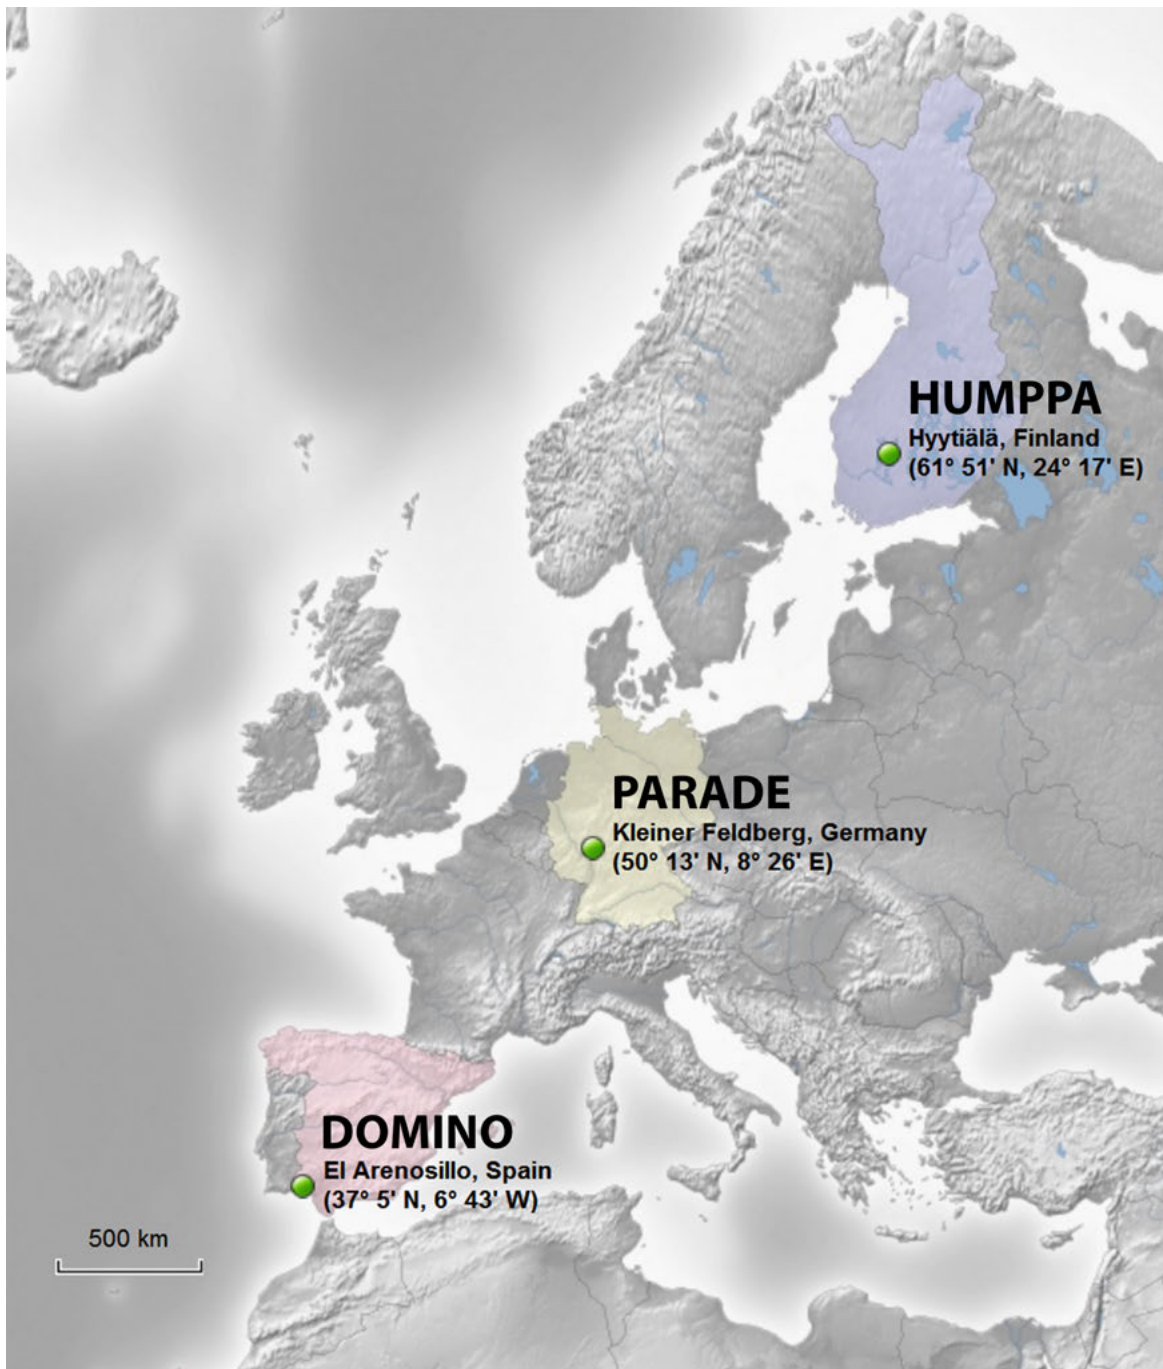 HUMPPA
Hyytiälä, Finland
(61° 51' N, 24° 17' E)
PARADE
Kleiner Feldberg, Germany
(50° 13' N, 8° 26' E)
DOMINO
El Arenosillo, Spain
(37° 5' N, 6° 43' W)
500 km